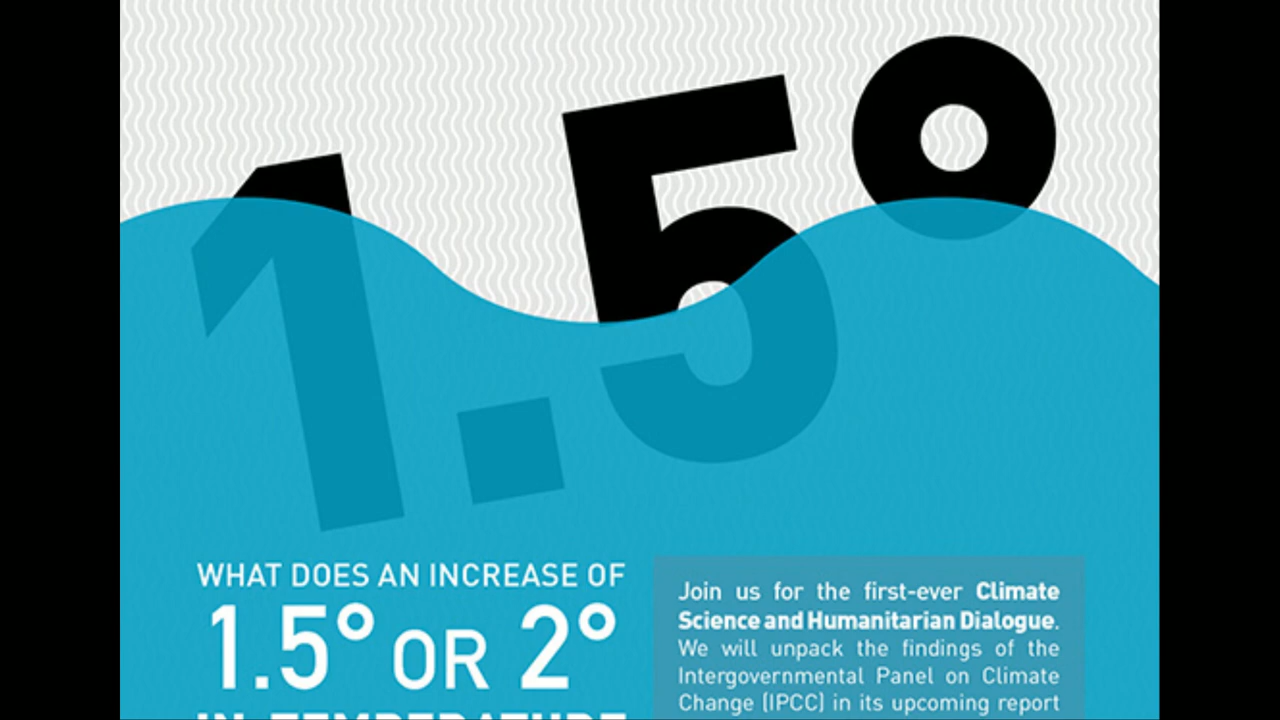 1.5°
WHAT DOES AN INCREASE OF
1.5° OR 2°
IN TEMPERATURE
Join us for the first-ever Climate
Science and Humanitarian Dialogue.
We will unpack the findings of the
Intergovernmental Panel on Climate
Change (IPCC) in its upcoming report